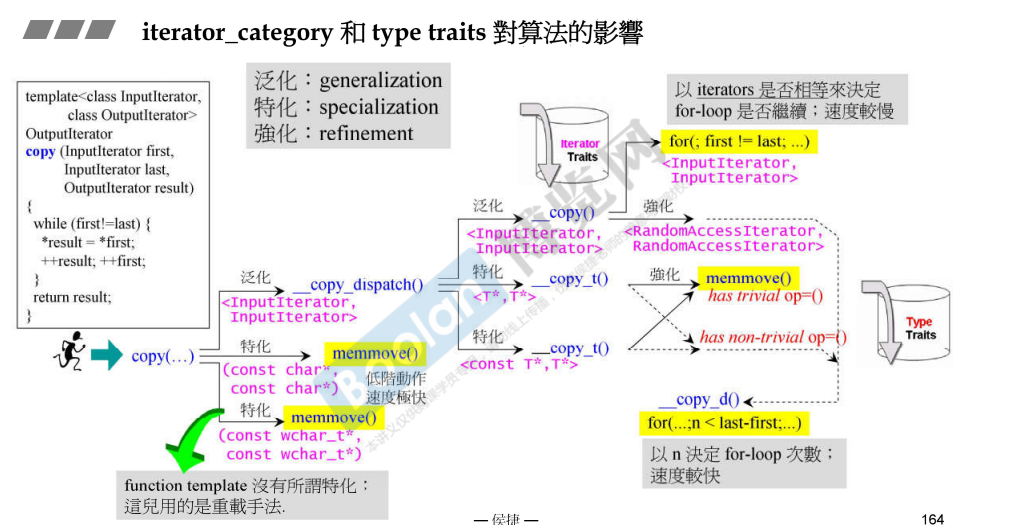 iterator_category 和 type traits 對算法的影響
template<class InputIterator,
class OutputIterator>
OutputIterator
copy (InputIterator first,
InputIterator last,
OutputIterator result)
{
while (first!=last) {
*result = *first;
++result; ++first;
}
return result;
}
泛化：generalization
特化：specialization
強化：refinement
Iterator
Traits
以 iterators 是否相等來決定
for-loop 是否繼續；速度較慢
for(; first != last; ...)
<InputIterator,
InputIterator>
泛化
__copy()
<InputIterator,
InputIterator>
強化
<RandomAccessIterator,
RandomAccessIterator>
泛化
__copy_dispatch()
<InputIterator,
InputIterator>
特化
__copy_t()
<T*,T*>
強化
memmove()
has trivial op=()
Type
Traits
has non-trivial op=()
特化
__copy_t()
<const T*,T*>
copy(…)
特化
memmove()
(const char*,
const char*)
低階動作
速度極快
特化
memmove()
(const wchar_t*,
const wchar_t*)
__copy_d()
for(...;n < last-first;...)
以 n 決定 for-loop 次數；
速度較快
function template 沒有所謂特化；
這兒用的是重載手法.
Boolan
博览网
— 侯捷 —
164